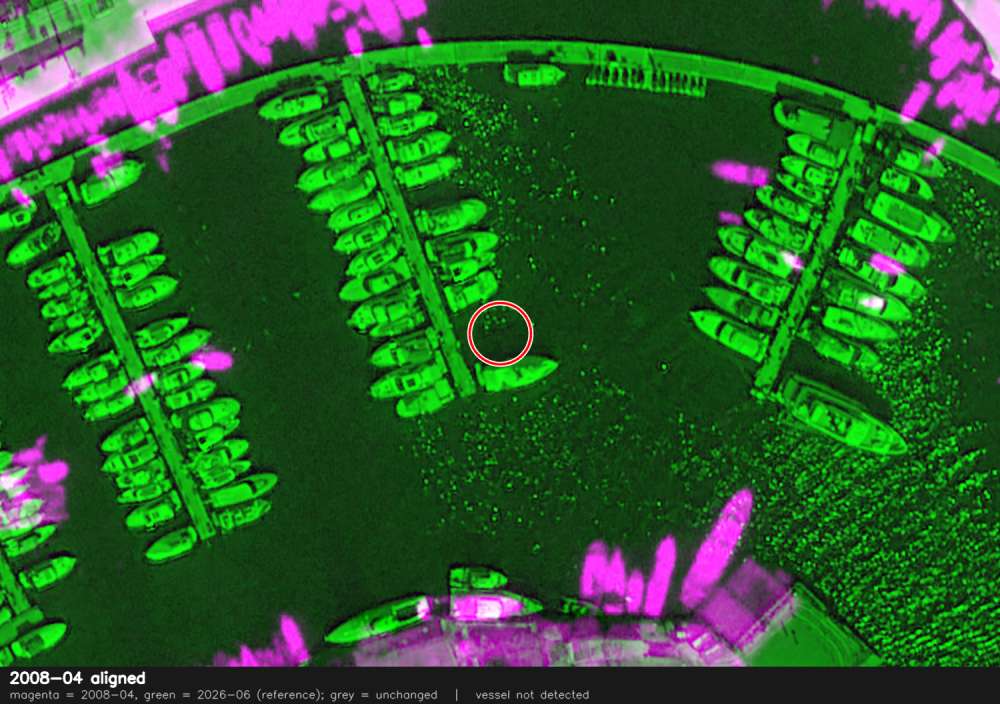 2008-04 aligned
magenta = 2008-04, green = 2026-06 (reference); grey = unchanged | vessel not detected